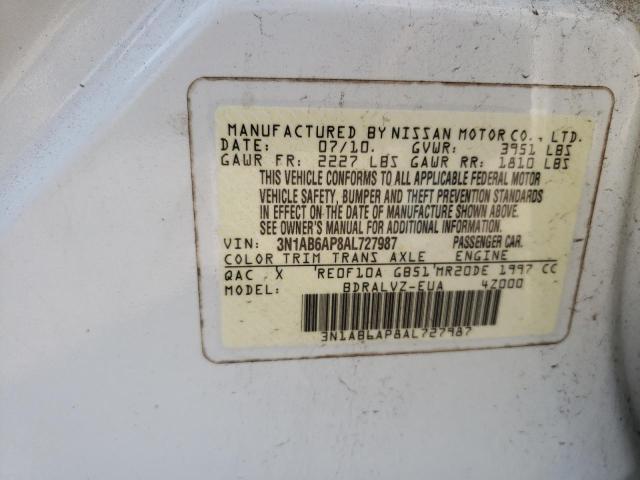 MANUFACTURED BY NISSAN MOTOR CO., LTD.
DATE: 07/10. GVWR: 3951 LBS
GAWR FR: 2227 LBS GAWR RR: 1810 LBS
THIS VEHICLE CONFORMS TO ALL APPLICABLE FEDERAL MOTOR
VEHICLE SAFETY, BUMPER AND THEFT PREVENTION STANDARDS
IN EFFECT ON THE DATE OF MANUFACTURE SHOWN ABOVE.
SEE OWNER'S MANUAL FOR ADDITIONAL INFORMATION.
VIN: 3N1AB6AP8AL727987 PASSENGER CAR.
COLOR TRIM TRANS AXLE ENGINE
QAC X RE0F10A GB51 MR20DE 1997 CC
MODEL: BDRALVZ-EUA 4Z000
3N1AB6AP8AL727987